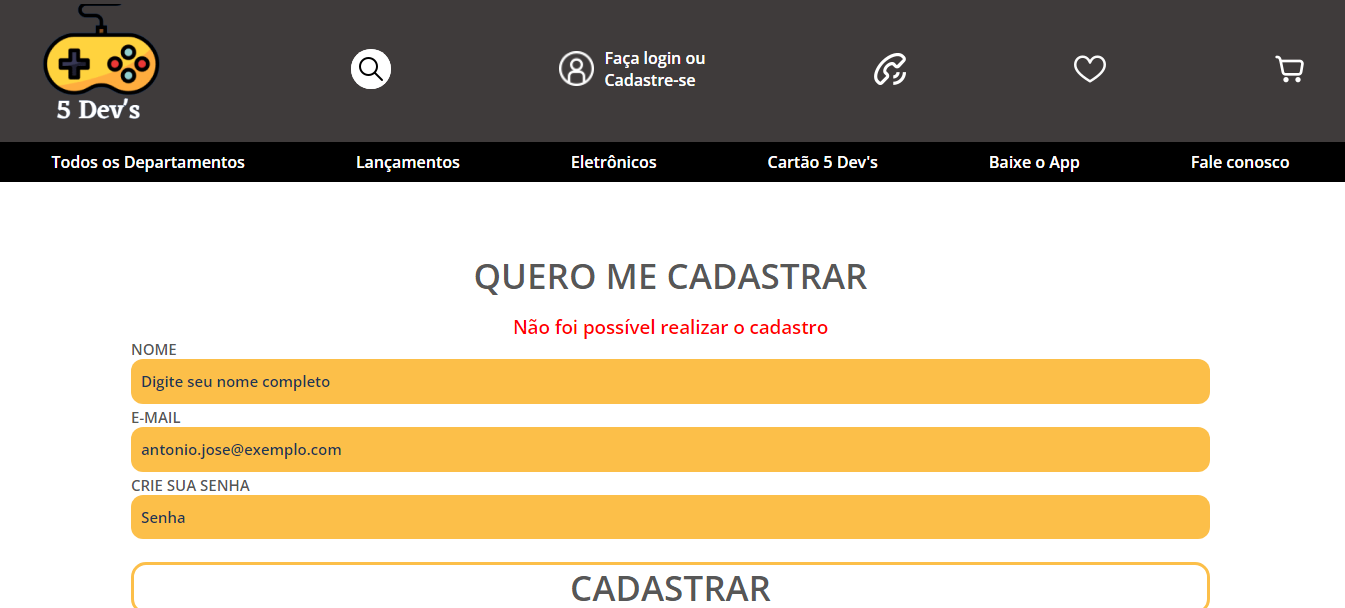 5 Dev's
Faça login ou
Cadastre-se
Todos os Departamentos
Lançamentos
Eletrônicos
Cartão 5 Dev's
Baixe o App
Fale conosco
QUERO ME CADASTRAR
Não foi possível realizar o cadastro
NOME
Digite seu nome completo
E-MAIL
antonio.jose@exemplo.com
CRIE SUA SENHA
Senha
CADASTRAR